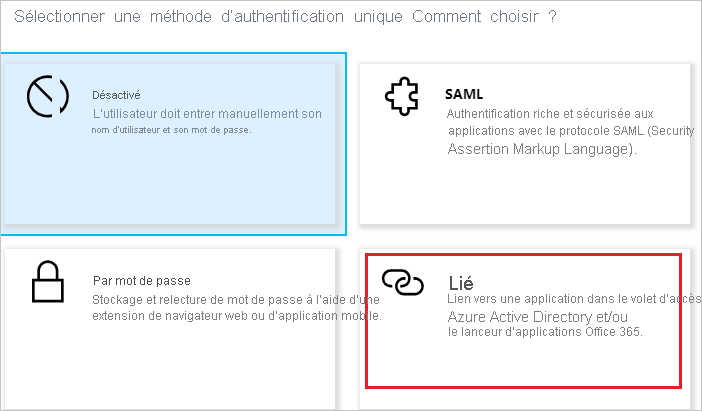 Sélectionner une méthode d'authentification unique Comment choisir ?
Désactivé
L'utilisateur doit entrer manuellement son
nom d'utilisateur et son mot de passe.
SAML
Authentification riche et sécurisée aux
applications avec le protocole SAML (Security
Assertion Markup Language).
Par mot de passe
Stockage et relecture de mot de passe à l'aide d'une
extension de navigateur web ou d'application mobile.
Lié
Lien vers une application dans le volet d'accès
Azure Active Directory et/ou
le lanceur d'applications Office 365.